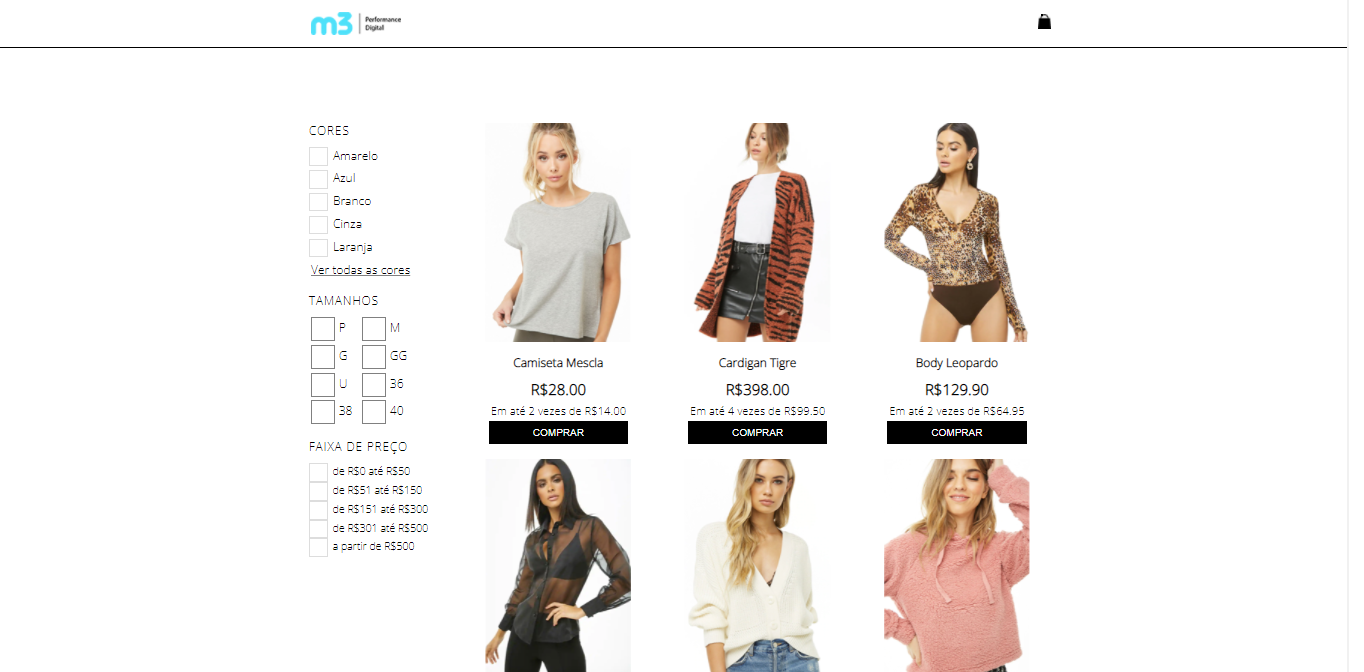 m3 Performance
Digital
CORES
Amarelo
Azul
Branco
Cinza
Laranja
Ver todas as cores
TAMANHOS
P M
G GG
U 36
38 40
FAIXA DE PREÇO
de R$0 até R$50
de R$51 até R$150
de R$151 até R$300
de R$301 até R$500
a partir de R$500
Camiseta Mescla
R$28.00
Em até 2 vezes de R$14.00
COMPRAR
Cardigan Tigre
R$398.00
Em até 4 vezes de R$99.50
COMPRAR
Body Leopardo
R$129.90
Em até 2 vezes de R$64.95
COMPRAR